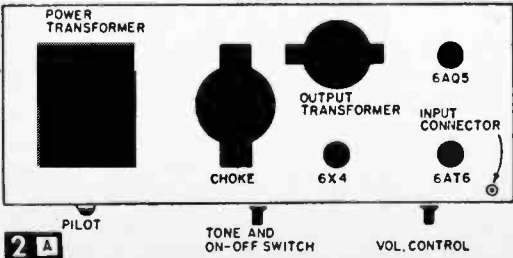 POWER
TRANSFORMER
6AQ5
OUTPUT
TRANSFORMER
INPUT
CONNECTOR
CHOKE
6X4
6AT6
PILOT
TONE AND
ON-OFF SWITCH
VOL. CONTROL
2 A